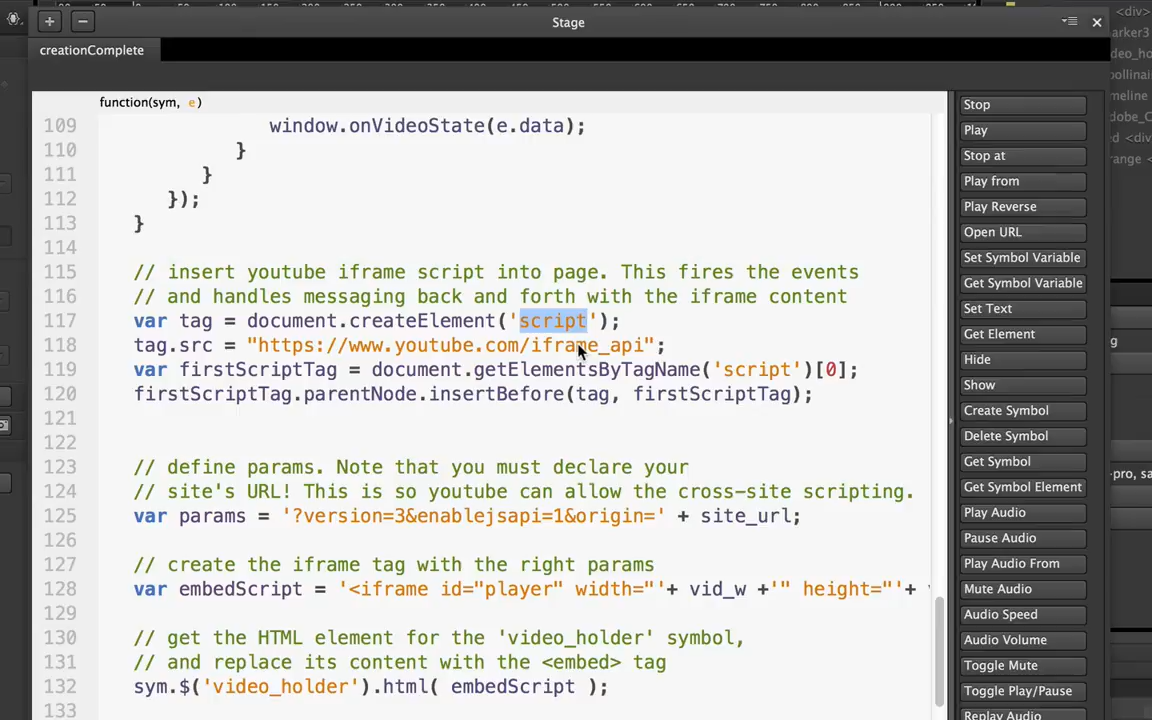 Stage
creationComplete
function(sym, e)
109 window.onVideoState(e.data);
110 }
111 }
112 });
113 }
114
115 // insert youtube iframe script into page. This fires the events
116 // and handles messaging back and forth with the iframe content
117 var tag = document.createElement('script');
118 tag.src = "https://www.youtube.com/iframe_api";
119 var firstScriptTag = document.getElementsByTagName('script')[0];
120 firstScriptTag.parentNode.insertBefore(tag, firstScriptTag);
121
122
123 // define params. Note that you must declare your
124 // site's URL! This is so youtube can allow the cross-site scripting.
125 var params = '?version=3&enablejsapi=1&origin=' + site_url;
126
127 // create the iframe tag with the right params
128 var embedScript = '<iframe id="player" width="'+ vid_w +'" height="'+
129
130 // get the HTML element for the 'video_holder' symbol,
131 // and replace its content with the <embed> tag
132 sym.$('video_holder').html( embedScript );
133
Stop
Play
Stop at
Play from
Play Reverse
Open URL
Set Symbol Variable
Get Symbol Variable
Set Text
Get Element
Hide
Show
Create Symbol
Delete Symbol
Get Symbol
Get Symbol Element
Play Audio
Pause Audio
Play Audio From
Mute Audio
Audio Speed
Audio Volume
Toggle Mute
Toggle Play/Pause
Replay Audio
<div>